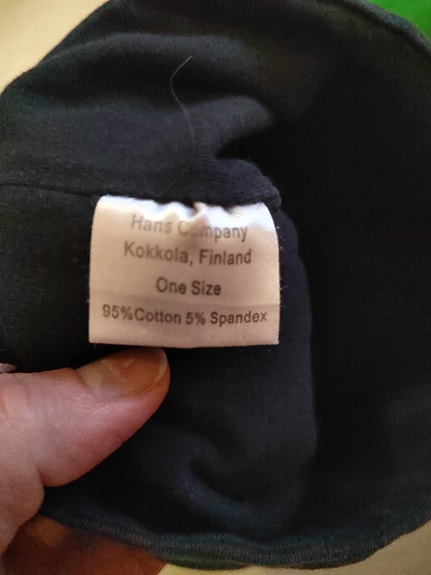 Hans Company
Kokkola, Finland
One Size
95%Cotton 5% Spandex